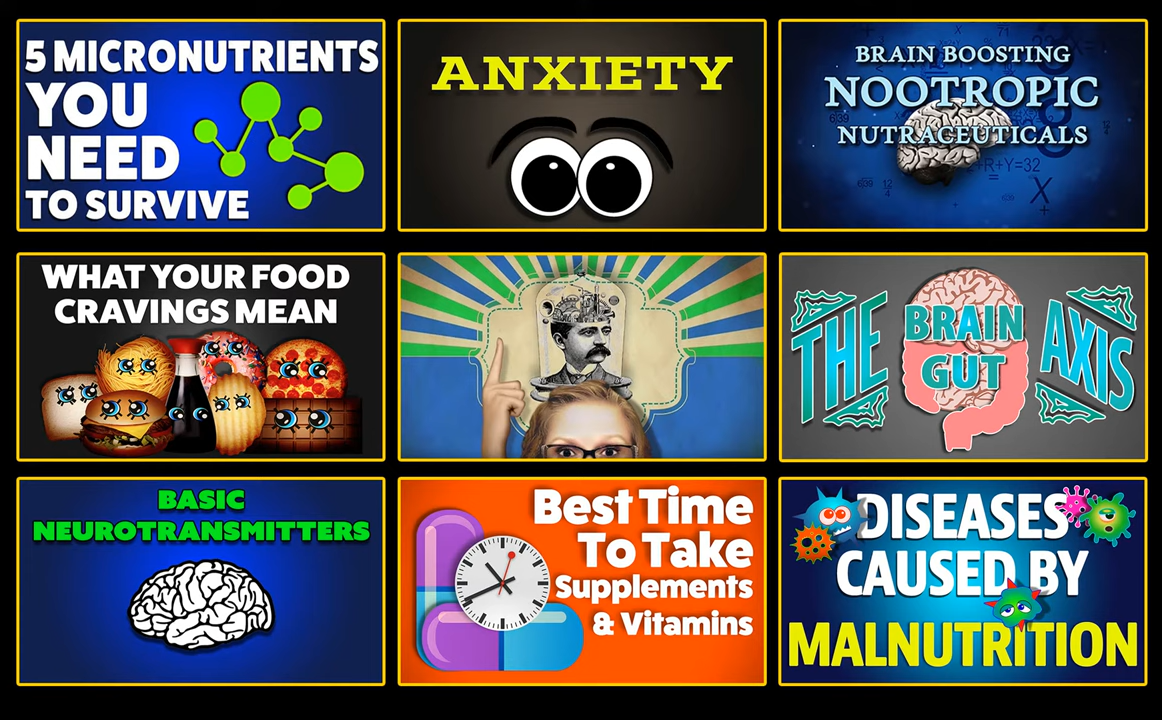 5 MICRONUTRIENTS
YOU
NEED
TO SURVIVE
ANXIETY
BRAIN BOOSTING
NOOTROPIC
NUTRACEUTICALS
+R+Y=32
X
WHAT YOUR FOOD
CRAVINGS MEAN
THE
BRAIN
GUT
AXIS
BASIC
NEUROTRANSMITTERS
Best Time
To Take
Supplements
& Vitamins
DISEASES
CAUSED BY
MALNUTRITION